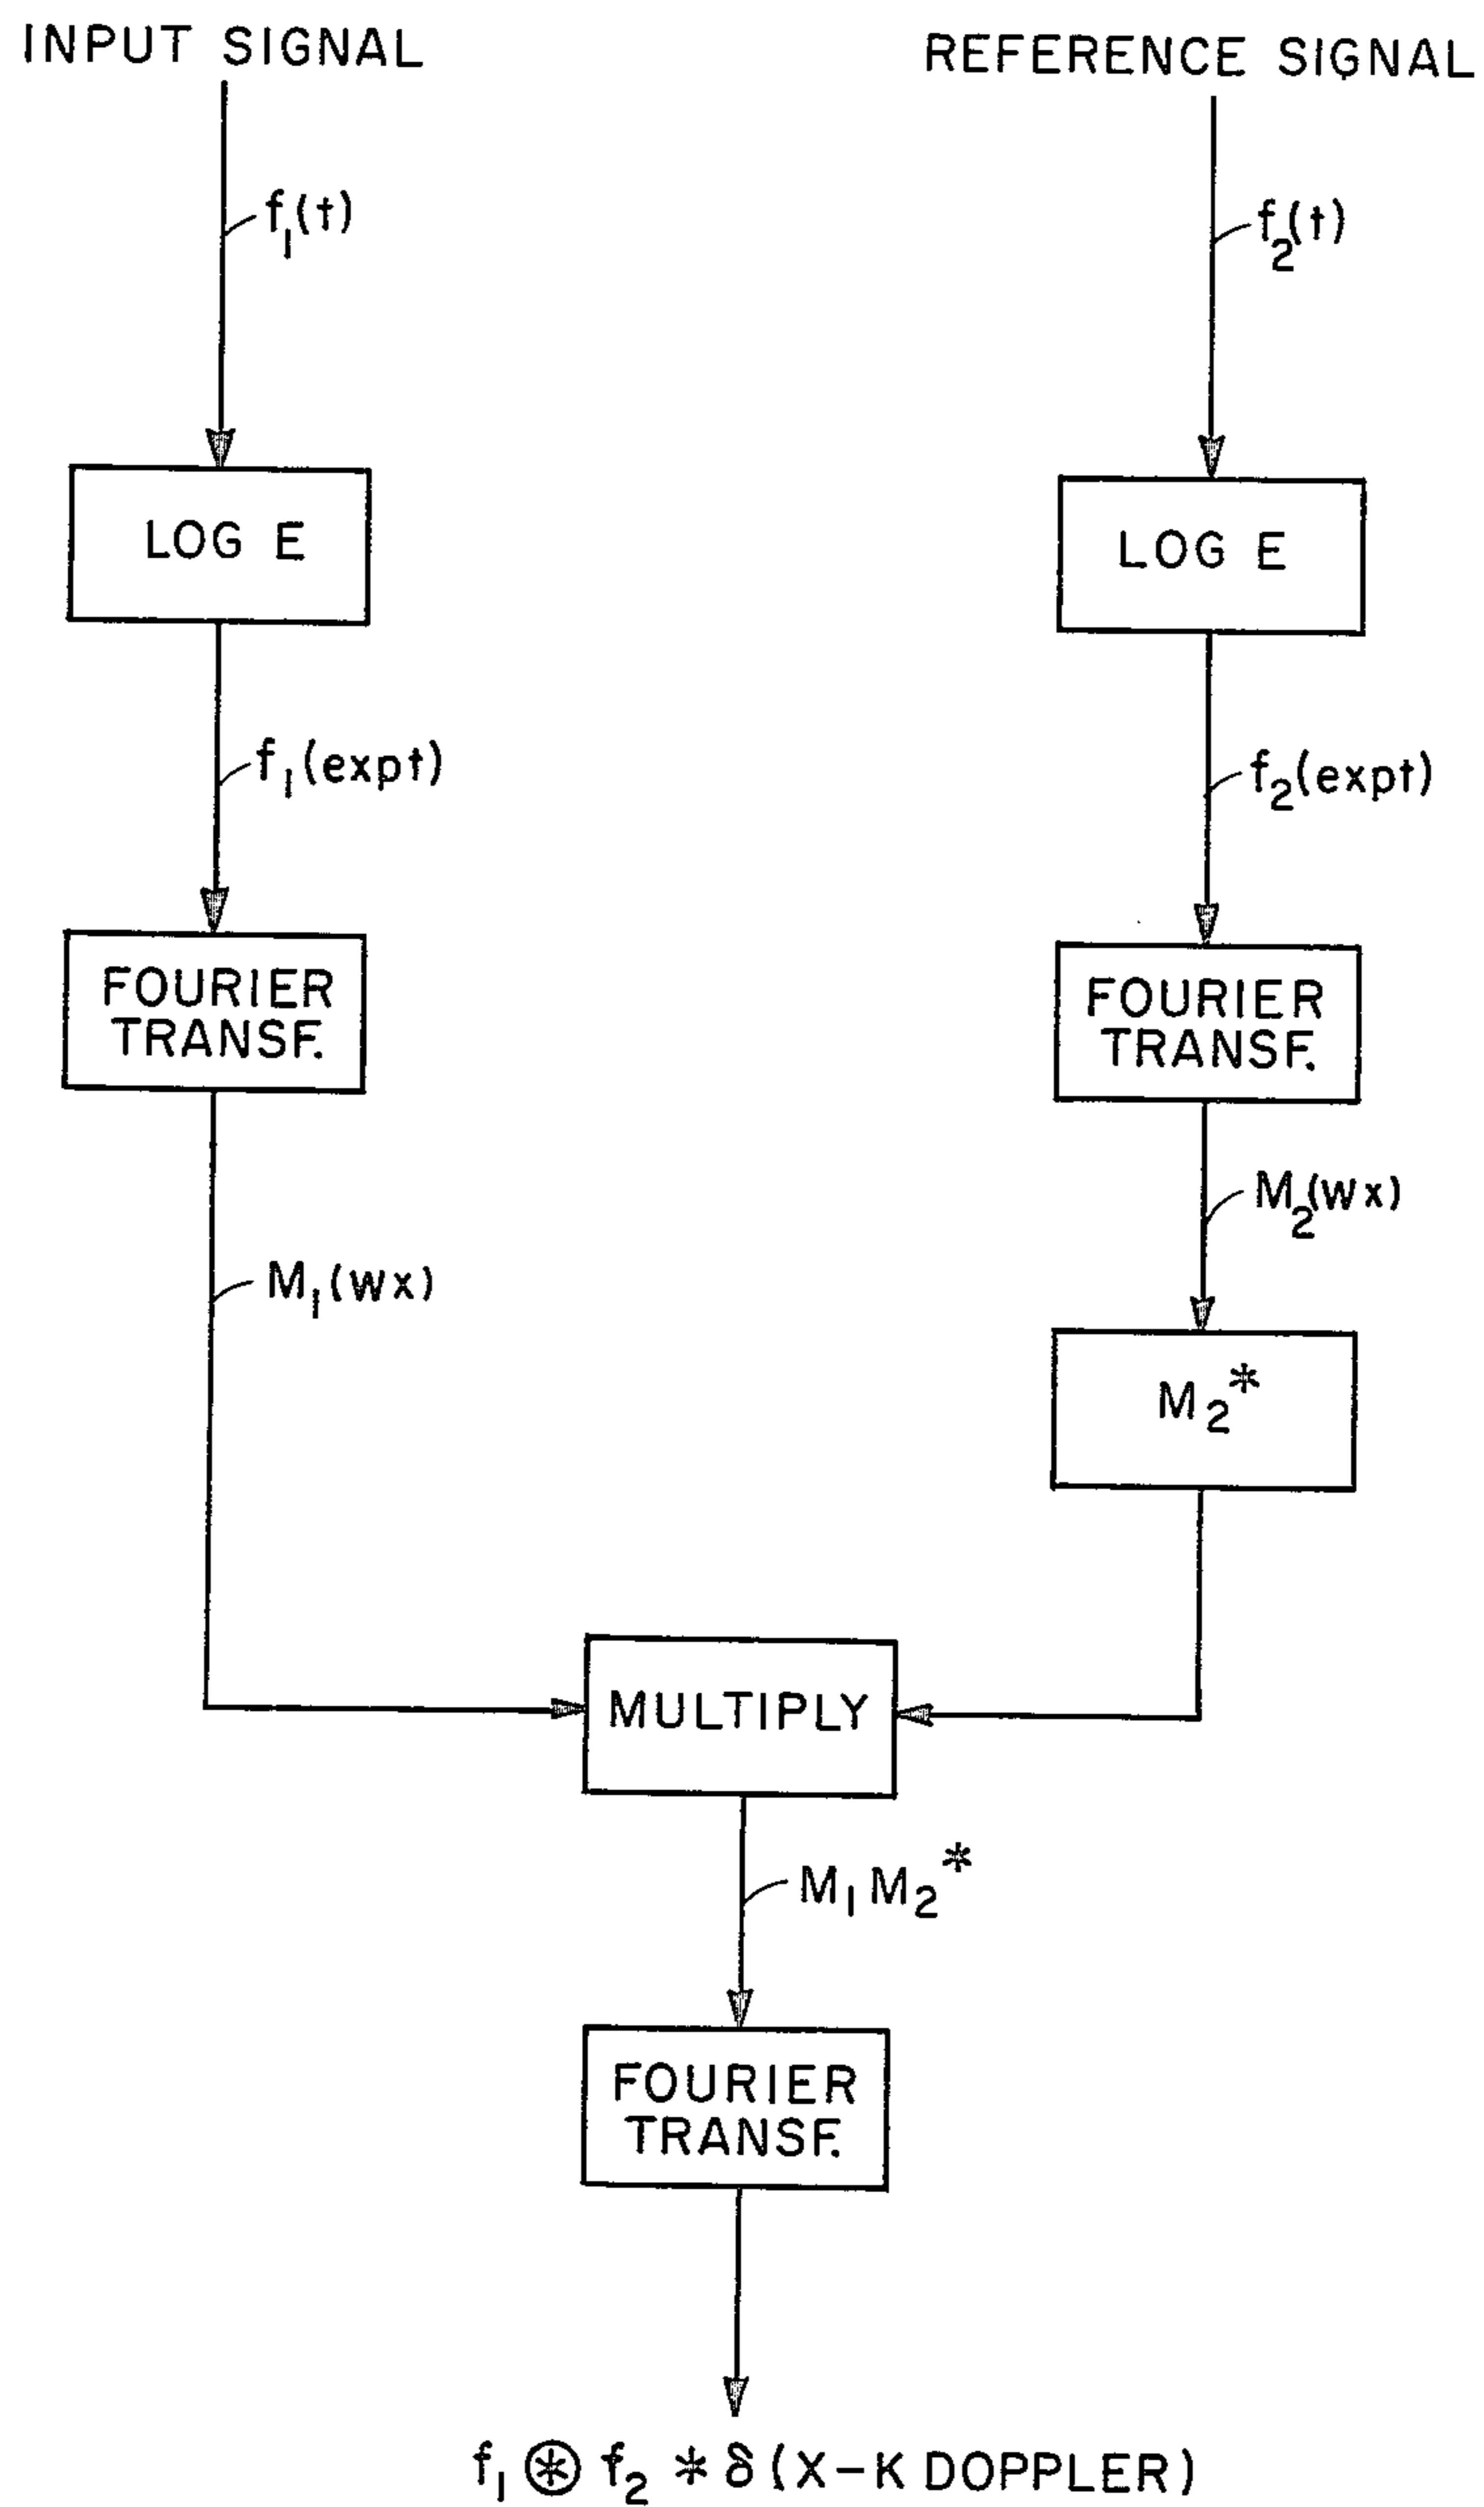 INPUT SIGNAL
REFERENCE SIGNAL
f1(t)
f2(t)
LOG E
LOG E
f1(expt)
f2(expt)
FOURIER
TRANSF.
FOURIER
TRANSF.
M2(wx)
M1(wx)
M2*
MULTIPLY
M1M2*
FOURIER
TRANSF.
f1⊛f2*δ(X-K DOPPLER)